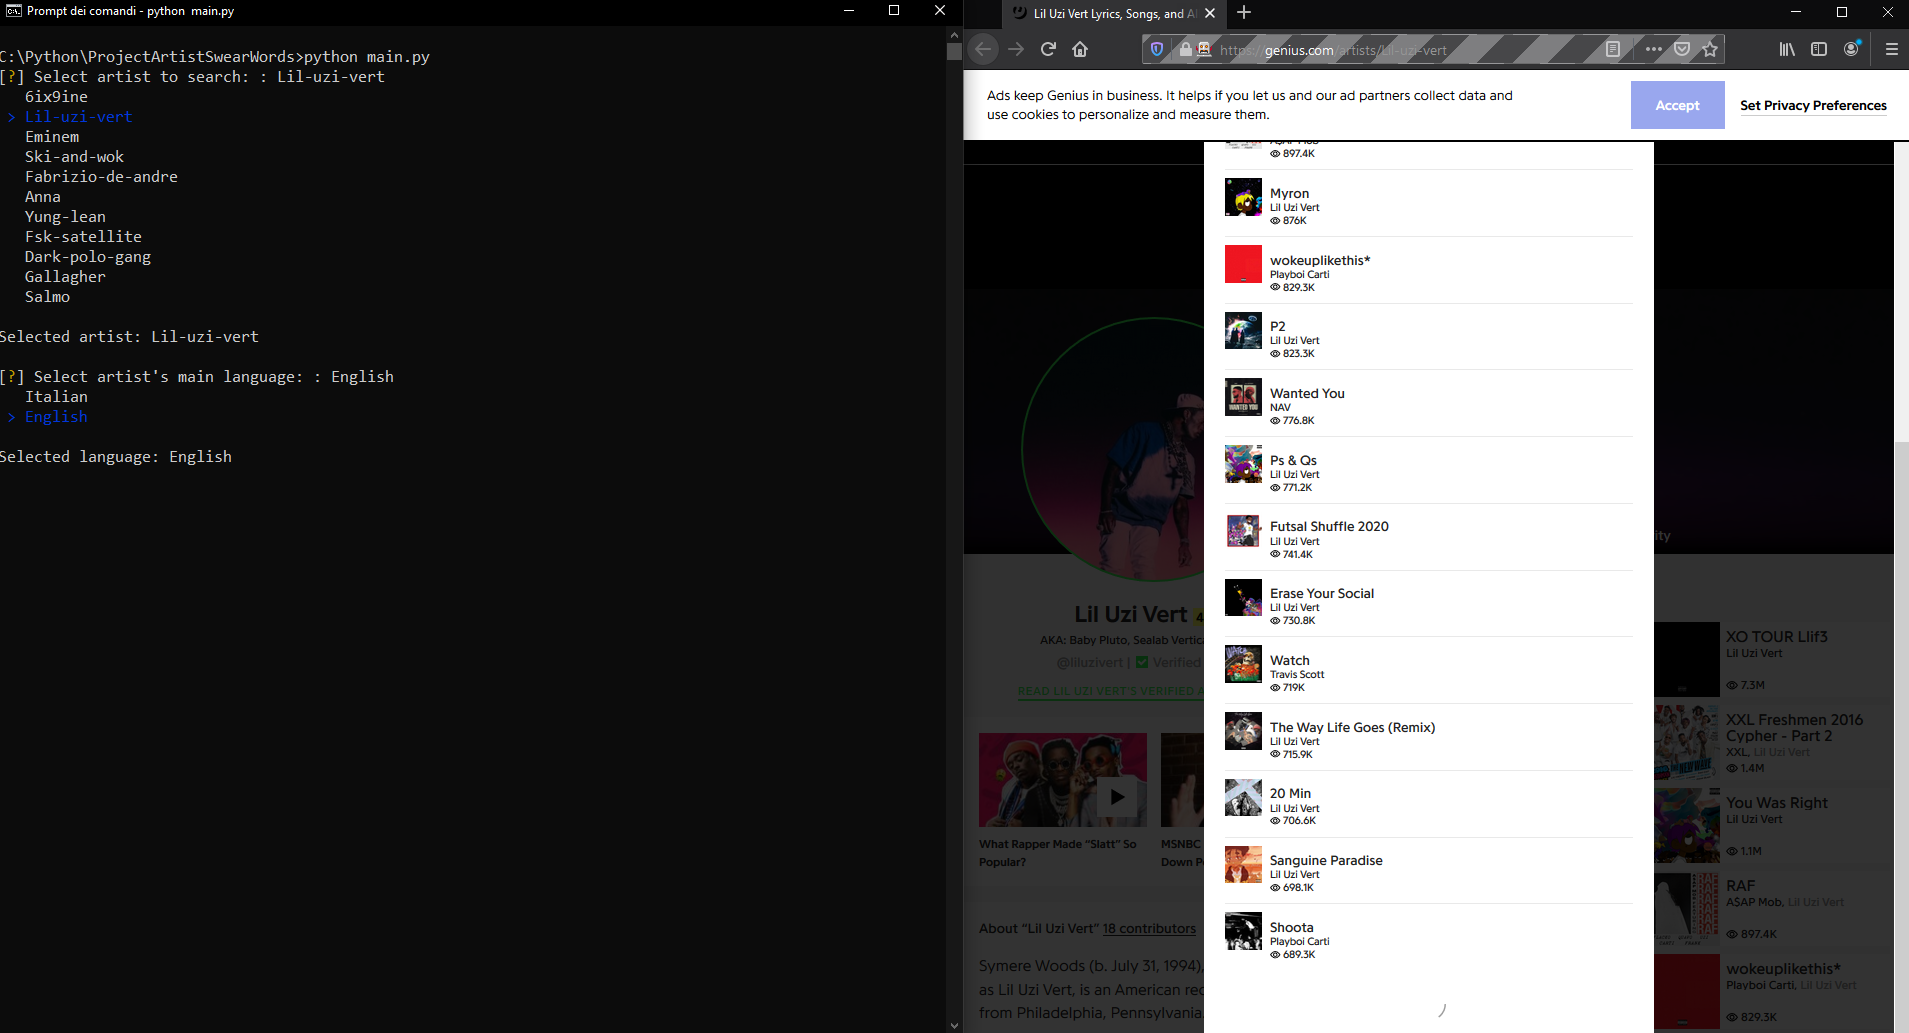 Prompt dei comandi - python  main.py
C:\Python\ProjectArtistSwearWords>python main.py
[?] Select artist to search: : Lil-uzi-vert
6ix9ine
> Lil-uzi-vert
Eminem
Ski-and-wok
Fabrizio-de-andre
Anna
Yung-lean
Fsk-satellite
Dark-polo-gang
Gallagher
Salmo
Selected artist: Lil-uzi-vert
[?] Select artist's main language: : English
Italian
> English
Selected language: English
Lil Uzi Vert Lyrics, Songs, and Al
https://genius.com/artists/Lil-uzi-vert
Ads keep Genius in business. It helps if you let us and our ad partners collect data and
use cookies to personalize and measure them.
Accept
Set Privacy Preferences
A$AP Mob
897.4K
Myron
Lil Uzi Vert
876K
wokeuplikethis*
Playboi Carti
829.3K
P2
Lil Uzi Vert
823.3K
Wanted You
NAV
776.8K
Ps & Qs
Lil Uzi Vert
771.2K
Futsal Shuffle 2020
Lil Uzi Vert
741.4K
Erase Your Social
Lil Uzi Vert
730.8K
Watch
Travis Scott
719K
The Way Life Goes (Remix)
Lil Uzi Vert
715.9K
20 Min
Lil Uzi Vert
706.6K
Sanguine Paradise
Lil Uzi Vert
698.1K
Shoota
Playboi Carti
689.3K
Lil Uzi Vert 4
AKA: Baby Pluto, Sealab Vertica
@liluzivert | Verified
READ LIL UZI VERT'S VERIFIED A
What Rapper Made "Slatt" So
Popular?
MSNBC
Down P
About "Lil Uzi Vert" 18 contributors
Symere Woods (b. July 31, 1994),
as Lil Uzi Vert, is an American rec
from Philadelphia, Pennsylvania
ity
XO TOUR Llif3
Lil Uzi Vert
7.3M
XXL Freshmen 2016
Cypher - Part 2
XXL, Lil Uzi Vert
1.4M
You Was Right
Lil Uzi Vert
1.1M
RAF
A$AP Mob, Lil Uzi Vert
897.4K
wokeuplikethis*
Playboi Carti, Lil Uzi Vert
829.3K